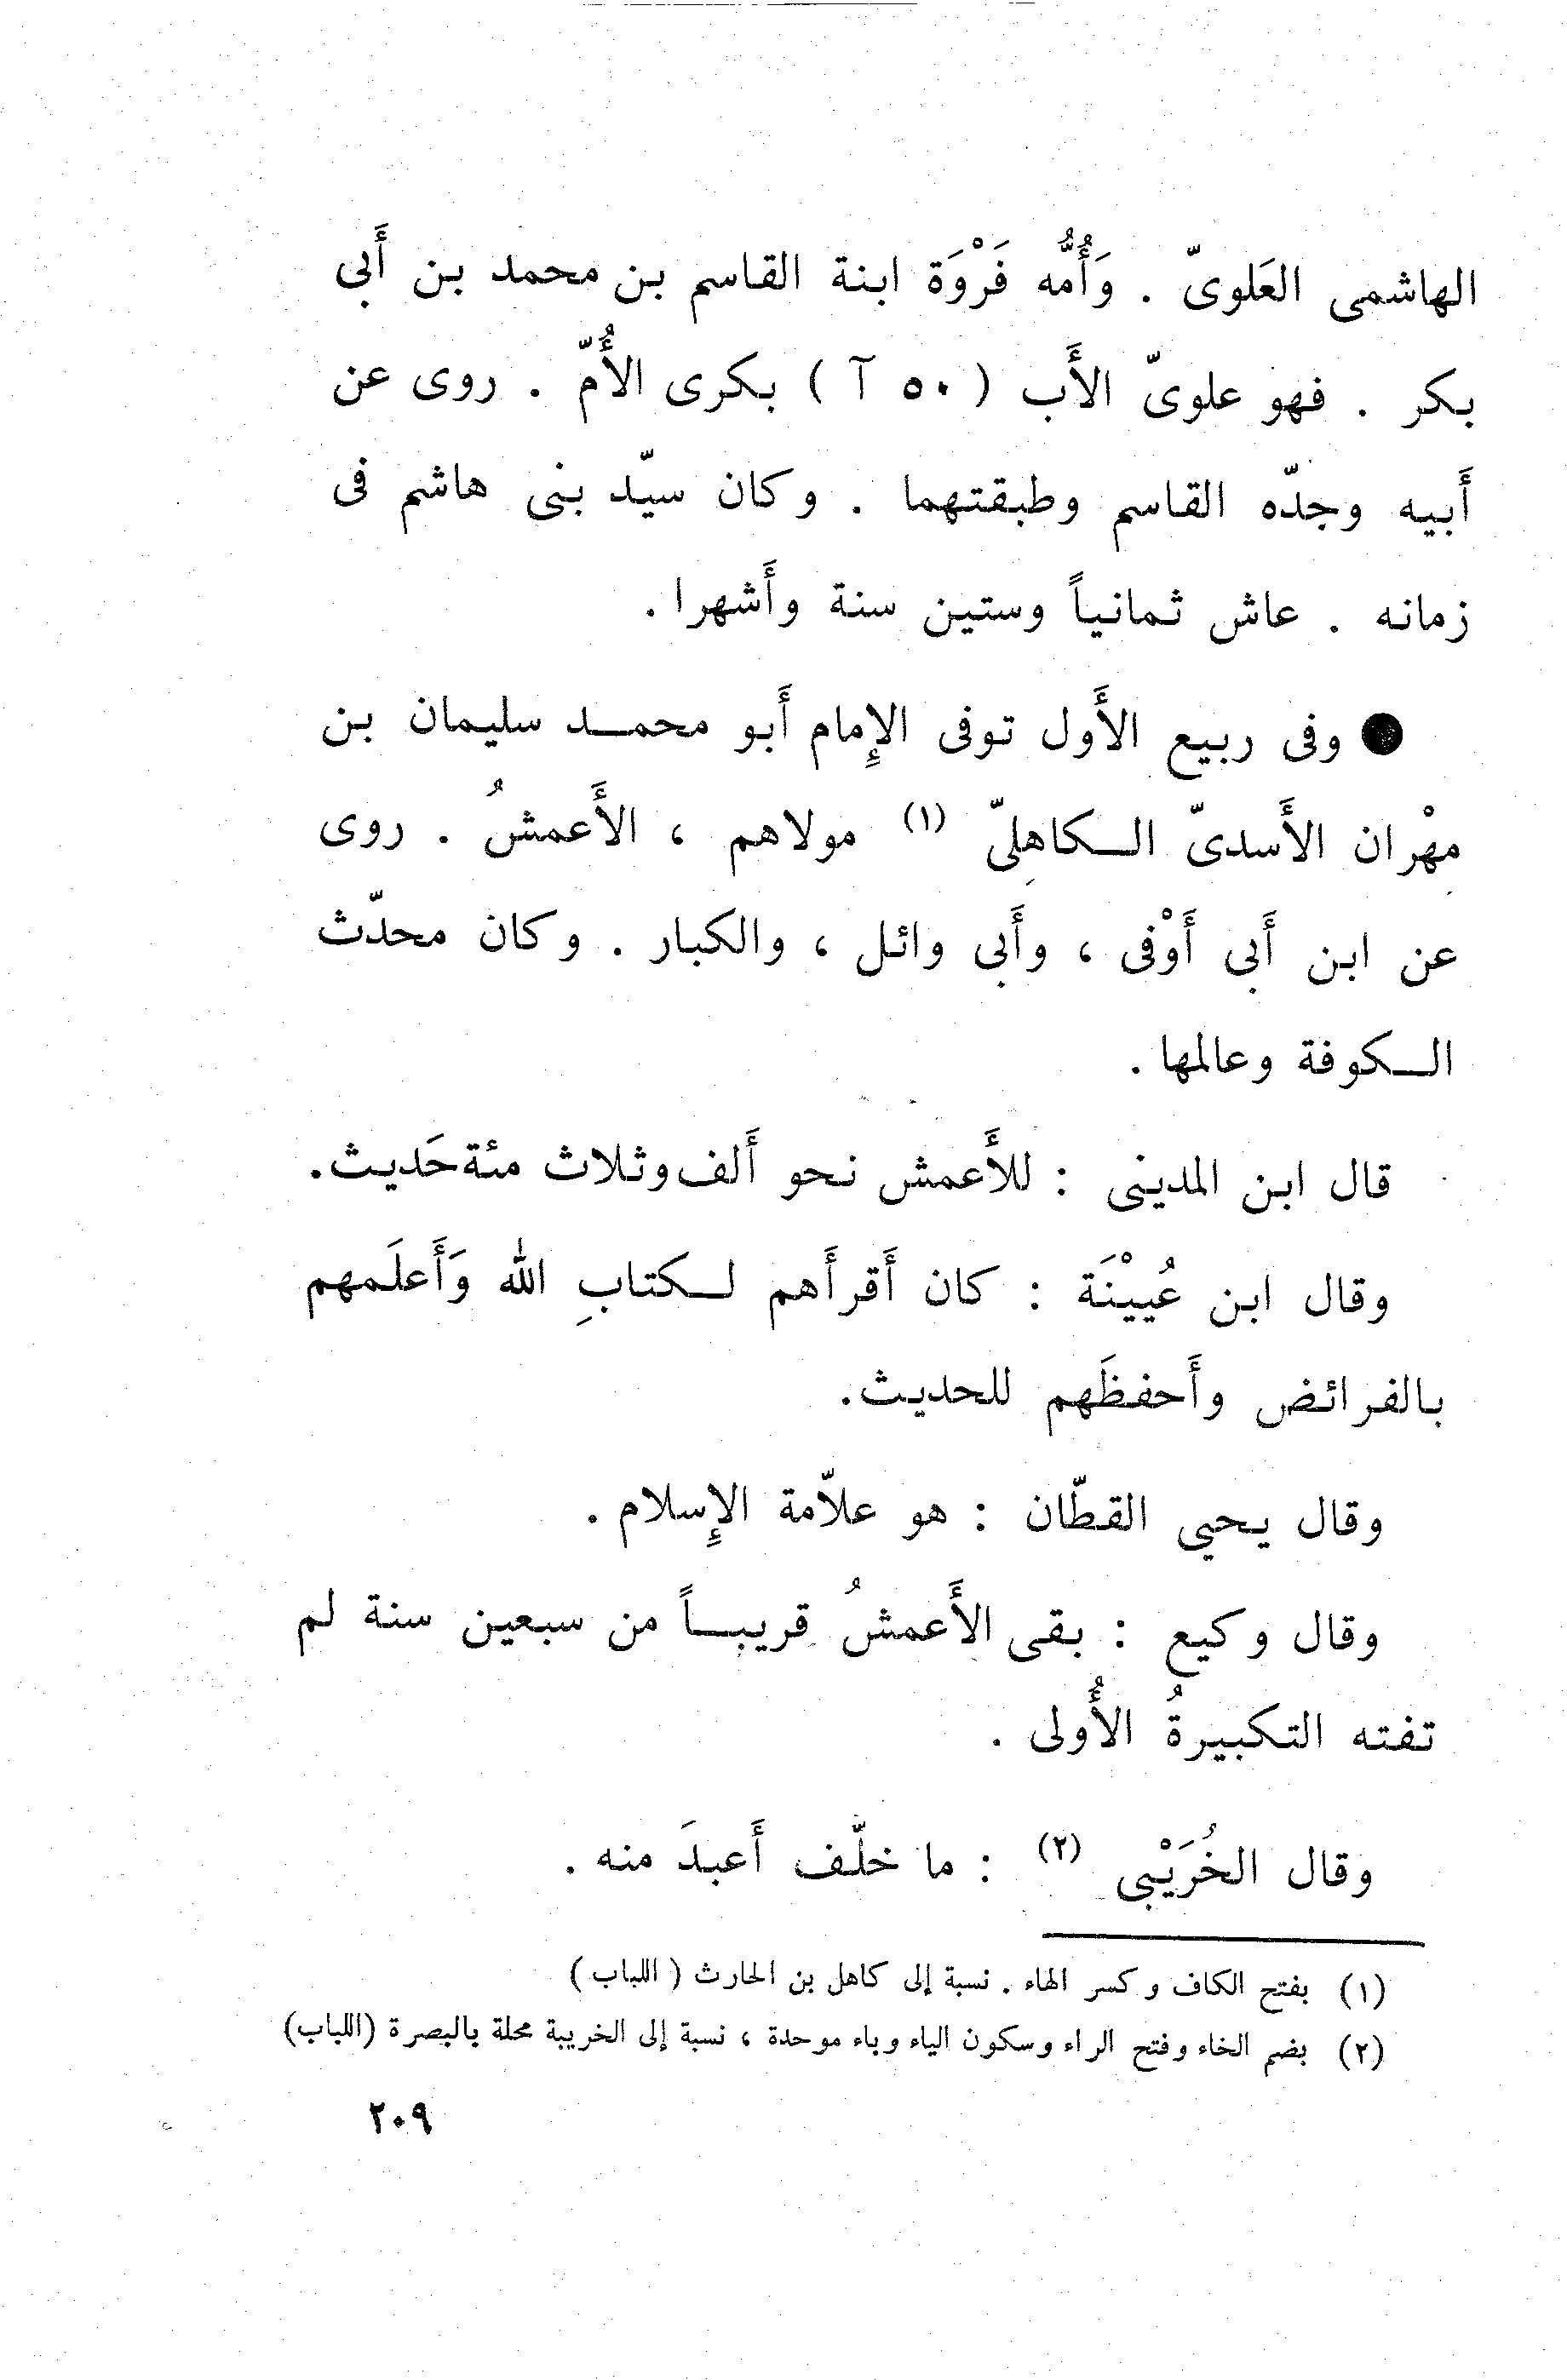 الهاشمى العَلوىّ . وَأُمُّه فَرْوَة ابنة القاسم بن محمد بن أَبى
بكر . فهو علوىّ الأَب ( ٥٠ آ ) بكرى الأُمّ . روى عن
أَبيه وجدّه القاسم وطبقتهما . وكان سيّد بنى هاشم فى
زمانه . عاش ثمانياً وستين سنة وأَشهرا .
● وفى ربيع الأَول توفى الإِمام أَبو محمد سليمان بن
مهْران الأَسدىّ الكاهلىّ (١) مولاهم ، الأَعمشُ . روى
عن ابن أَبى أَوْفى ، وأَبى وائل ، والكبار . وكان محدّث
الكوفة وعالمها .
قال ابن المدينى : للأَعمش نحو أَلف وثلاث مئة حَديث .
وقال ابن عُييْنَة : كان أَقرأَهم لكتابِ الله وَأَعلَمهم
بالفرائض وأَحفظَهم للحديث .
وقال يحيى القطّان : هو علاّمة الإِسلام .
وقال وكيع : بقى الأَعمشُ قريباً من سبعين سنة لم
تفته التكبيرةُ الأُولى .
وقال الخُرَيْبى (٢) : ما خلّف أَعبدَ منه .
(١) بفتح الكاف وكسر الهاء . نسبة إلى كاهل بن الحارث ( اللباب )
(٢) بضم الخاء وفتح الراء وسكون الياء وباء موحدة ، نسبة إلى الخريبة محلة بالبصرة (اللباب)
٢٠٩